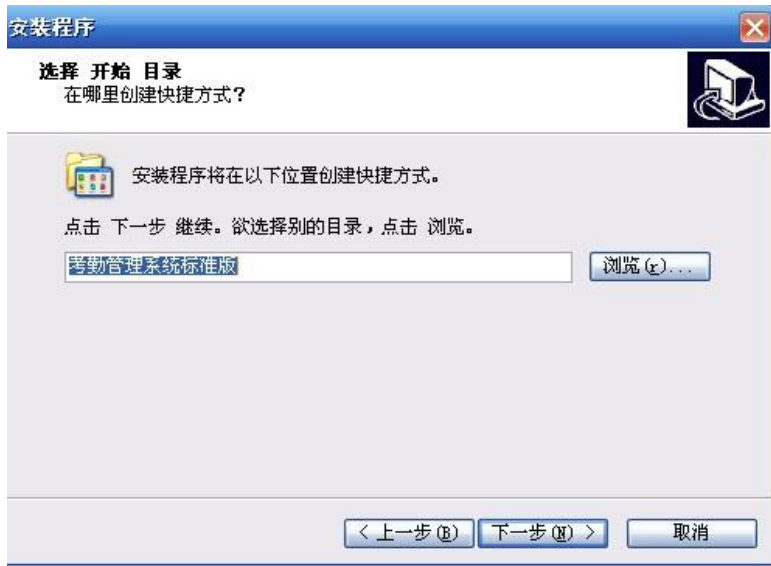 安装程序
选择 开始 目录
在哪里创建快捷方式?
安装程序将在以下位置创建快捷方式。
点击 下一步 继续。欲选择别的目录，点击 浏览。
考勤管理系统标准版
浏览(r)...
< 上一步(B)
下一步(N) >
取消